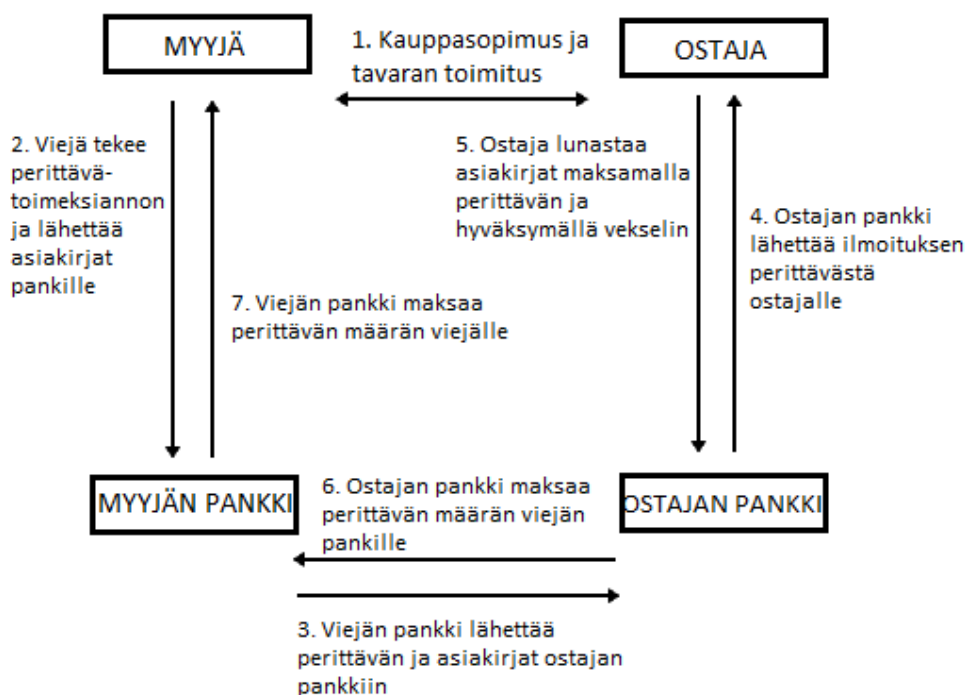 MYYJÄ
1. Kauppasopimus ja
tavaran toimitus
OSTAJA
2. Viejä tekee
perittävä-
toimeksiannon
ja lähettää
asiakirjat
pankille
5. Ostaja lunastaa
asiakirjat maksamalla
perittävän ja
hyväksymällä vekselin
4. Ostajan pankki
lähettää ilmoituksen
perittävästä
ostajalle
7. Viejän pankki maksaa
perittävän määrän viejälle
MYYJÄN PANKKI
6. Ostajan pankki maksaa
perittävän määrän viejän
pankille
OSTAJAN PANKKI
3. Viejän pankki lähettää
perittävän ja asiakirjat ostajan
pankkiin